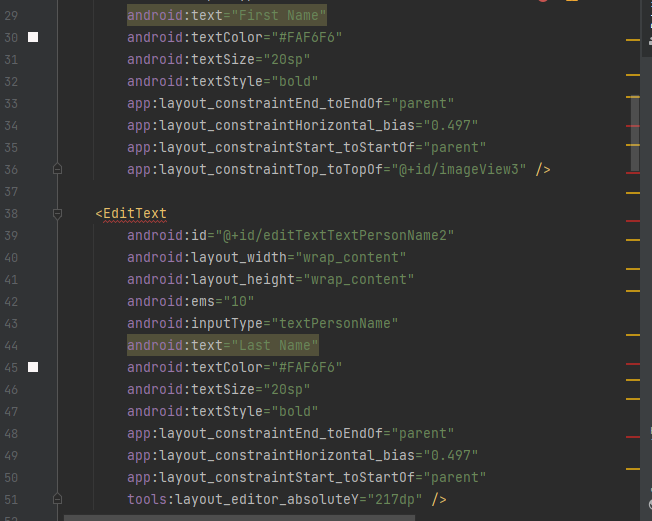 29 android:text="First Name"
30 android:textColor="#FAF6F6"
31 android:textSize="20sp"
32 android:textStyle="bold"
33 app:layout_constraintEnd_toEndOf="parent"
34 app:layout_constraintHorizontal_bias="0.497"
35 app:layout_constraintStart_toStartOf="parent"
36 app:layout_constraintTop_toTopOf="@+id/imageView3" />
37
38 <EditText
39 android:id="@+id/editTextTextPersonName2"
40 android:layout_width="wrap_content"
41 android:layout_height="wrap_content"
42 android:ems="10"
43 android:inputType="textPersonName"
44 android:text="Last Name"
45 android:textColor="#FAF6F6"
46 android:textSize="20sp"
47 android:textStyle="bold"
48 app:layout_constraintEnd_toEndOf="parent"
49 app:layout_constraintHorizontal_bias="0.497"
50 app:layout_constraintStart_toStartOf="parent"
51 tools:layout_editor_absoluteY="217dp" />